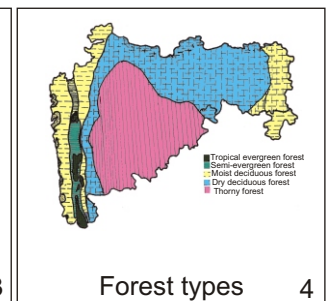 Tropical evergreen forest
Semi-evergreen forest
Moist deciduous forest
Dry deciduous forest
Thorny forest
Forest types 4